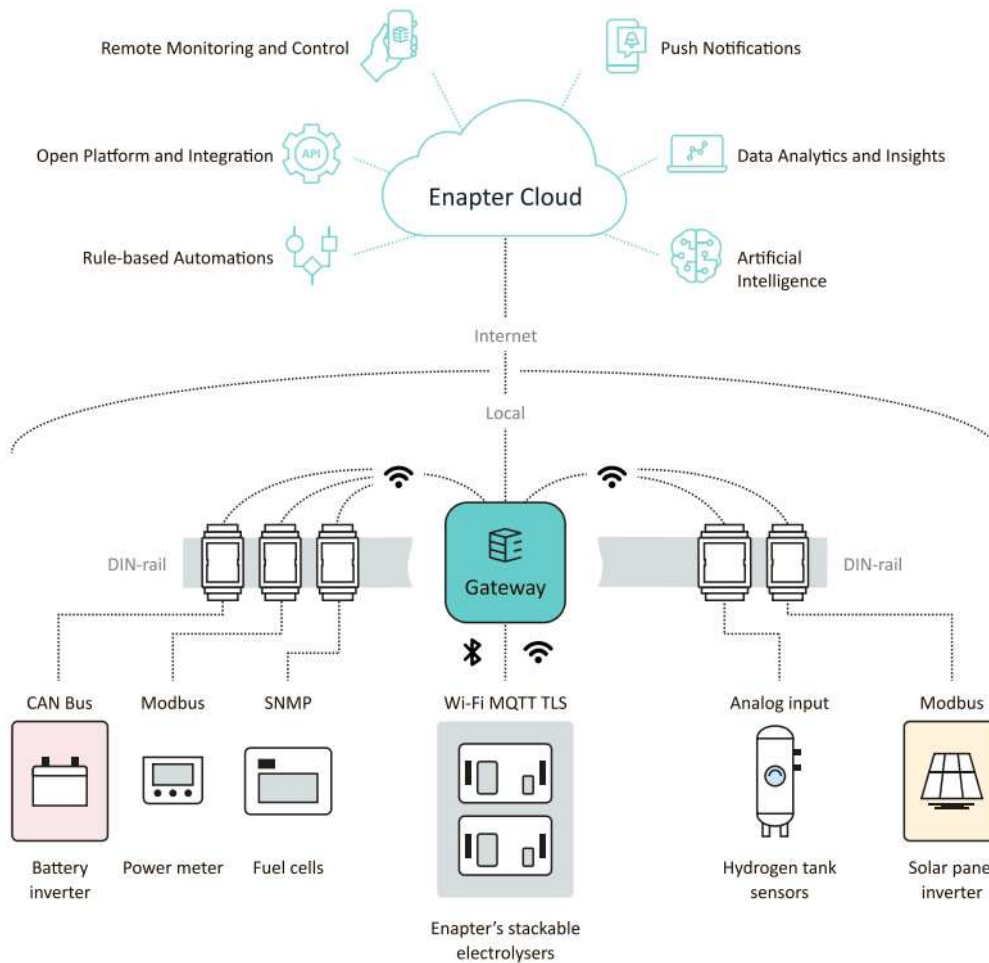 Remote Monitoring and Control
Push Notifications
Open Platform and Integration
API
Data Analytics and Insights
Enapter Cloud
Rule-based Automations
Artificial
Intelligence
Internet
Local
DIN-rail
Gateway
DIN-rail
CAN Bus
Modbus
SNMP
Wi-Fi MQTT TLS
Analog input
Modbus
Battery
inverter
Power meter
Fuel cells
Hydrogen tank
sensors
Solar pane
inverter
Enapter's stackable
electrolysers